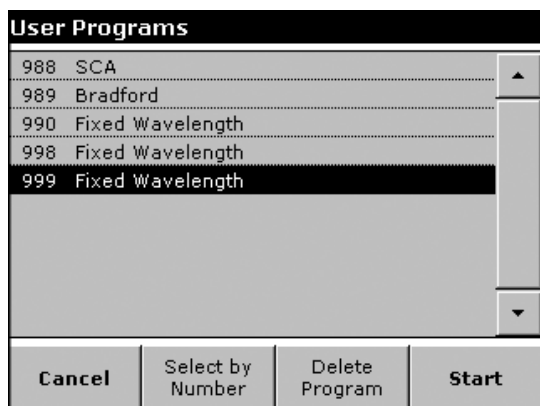 User Programs
988 SCA
989 Bradford
990 Fixed Wavelength
998 Fixed Wavelength
999 Fixed Wavelength
Cancel
Select by
Number
Delete
Program
Start